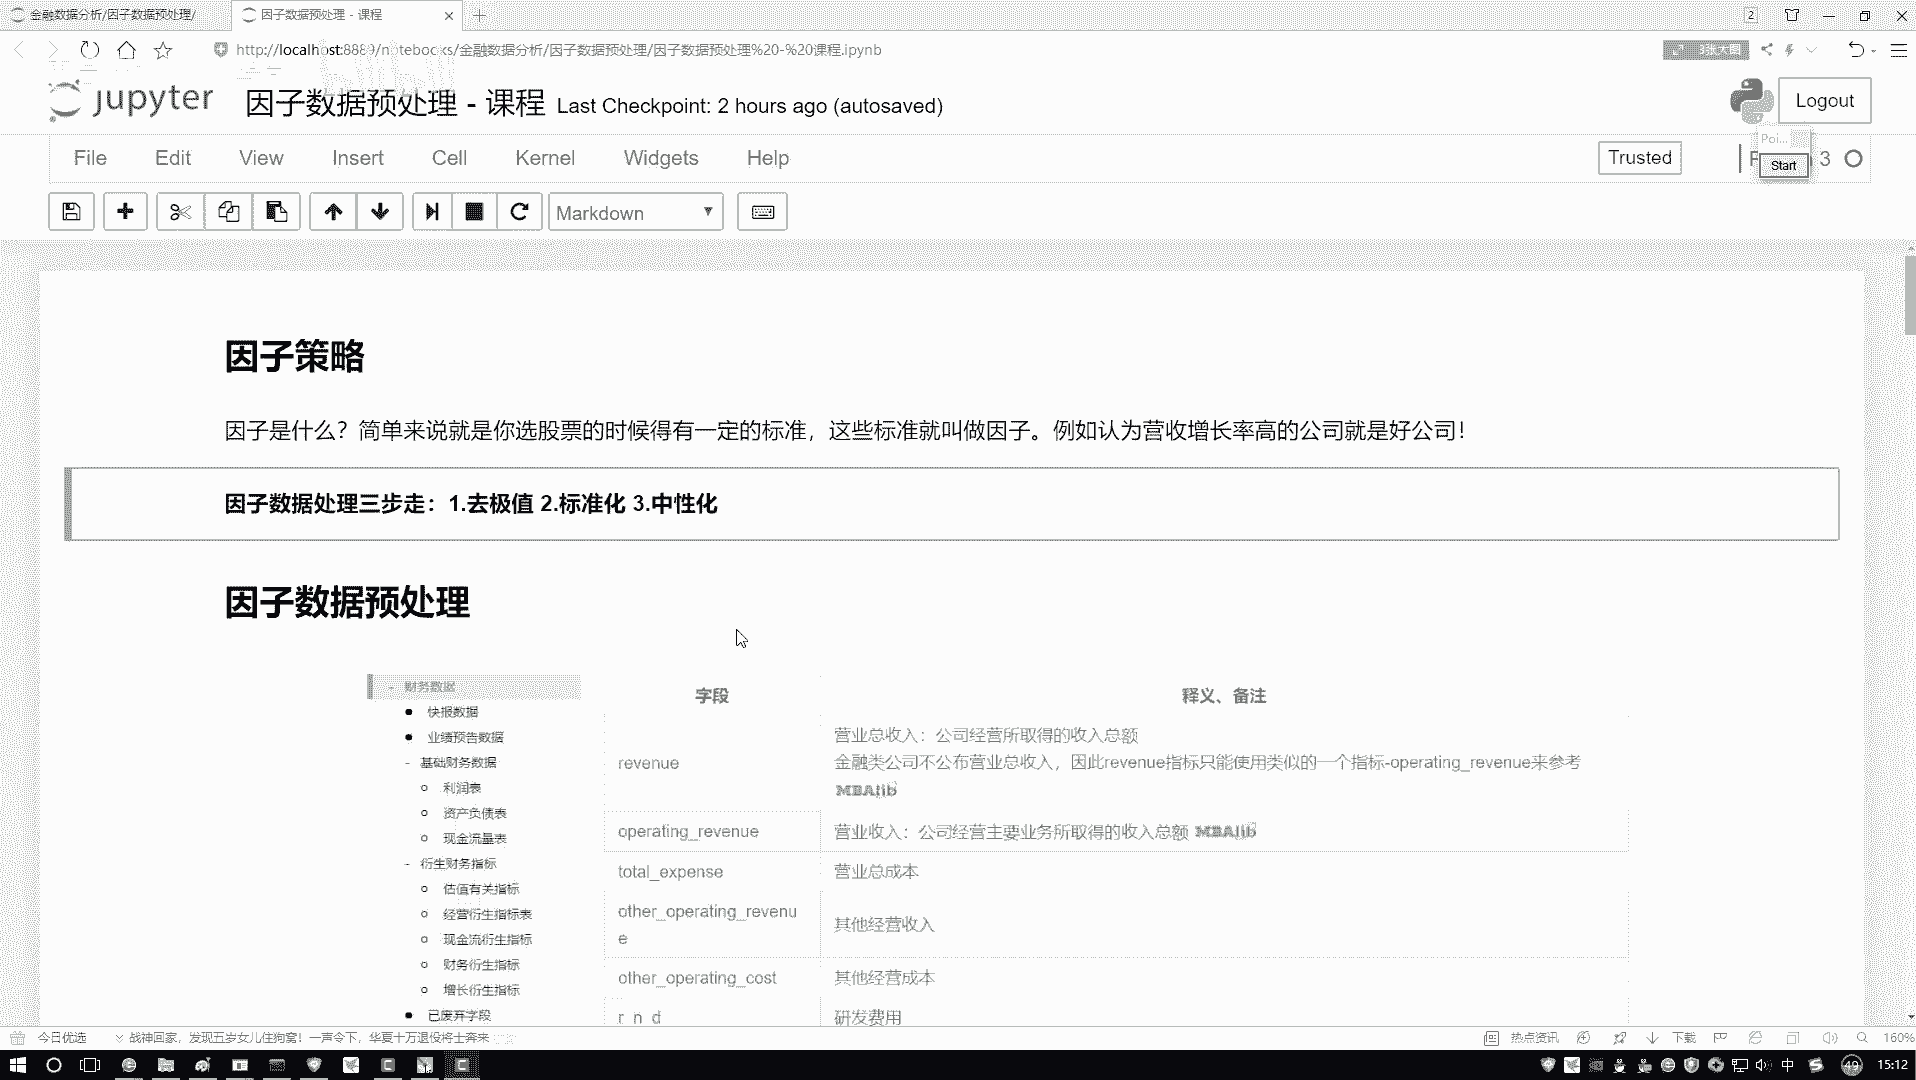 金融数据分析/因子数据预处理/
因子数据预处理 - 课程
2
http://localhost:8889/notebooks/金融数据分析/因子数据预处理/因子数据预处理%20-%20课程.ipynb
3张大图
jupyter 因子数据预处理 - 课程 Last Checkpoint: 2 hours ago (autosaved)
Logout
File Edit View Insert Cell Kernel Widgets Help
Trusted
Poi...
Start
3
Markdown
因子策略
因子是什么？简单来说就是你选股票的时候得有一定的标准，这些标准就叫做因子。例如认为营收增长率高的公司就是好公司！
因子数据处理三步走：1.去极值 2.标准化 3.中性化
因子数据预处理
- 财务数据
快报数据
业绩预告数据
- 基础财务数据
利润表
资产负债表
现金流量表
- 衍生财务指标
估值有关指标
经营衍生指标表
现金流衍生指标
财务衍生指标
增长衍生指标
已废弃字段
字段 释义、备注
revenue
营业总收入：公司经营所取得的收入总额
金融类公司不公布营业总收入，因此revenue指标只能使用类似的一个指标-operating_revenue来参考
MBAlib
operating_revenue 营业收入：公司经营主要业务所取得的收入总额 MBAlib
total_expense 营业总成本
other_operating_revenu
e
其他经营收入
other_operating_cost 其他经营成本
r_n_d 研发费用
今日优选 战神回家，发现五岁女儿住狗窝！一声令下，华夏十万退役将士奔来
热点资讯 下载 160%
中 49 15:12